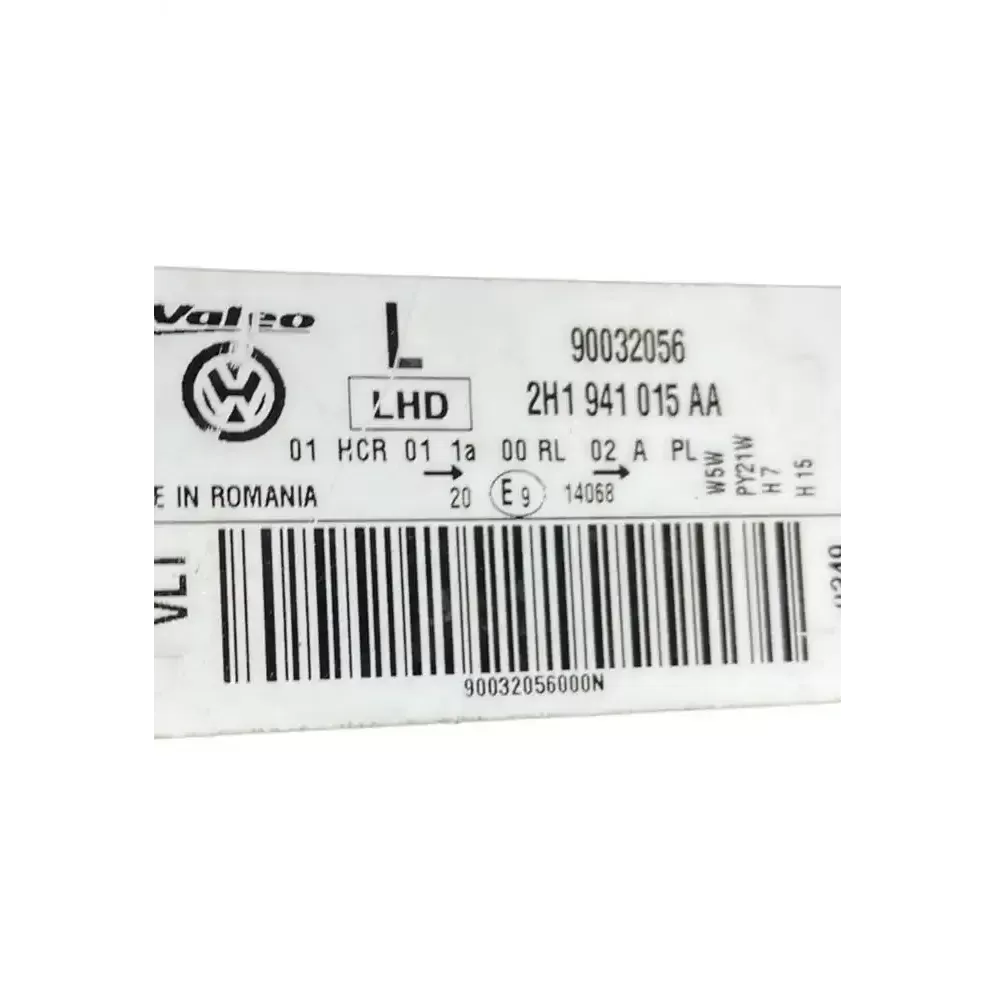 Valeo
L
90032056
LHD
2H1 941 015 AA
01 HCR 01 1a 00 RL 02 A PL
→ →
W5W
PY21W
H7
H15
E IN ROMANIA
20 E9 14068
VLI
90032056000N